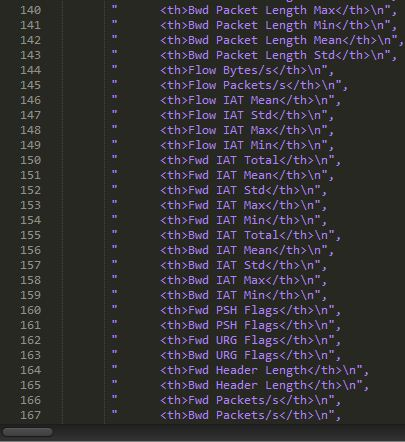 140 "      <th>Bwd Packet Length Max</th>\n",
141 "      <th>Bwd Packet Length Min</th>\n",
142 "      <th>Bwd Packet Length Mean</th>\n",
143 "      <th>Bwd Packet Length Std</th>\n",
144 "      <th>Flow Bytes/s</th>\n",
145 "      <th>Flow Packets/s</th>\n",
146 "      <th>Flow IAT Mean</th>\n",
147 "      <th>Flow IAT Std</th>\n",
148 "      <th>Flow IAT Max</th>\n",
149 "      <th>Flow IAT Min</th>\n",
150 "      <th>Fwd IAT Total</th>\n",
151 "      <th>Fwd IAT Mean</th>\n",
152 "      <th>Fwd IAT Std</th>\n",
153 "      <th>Fwd IAT Max</th>\n",
154 "      <th>Fwd IAT Min</th>\n",
155 "      <th>Bwd IAT Total</th>\n",
156 "      <th>Bwd IAT Mean</th>\n",
157 "      <th>Bwd IAT Std</th>\n",
158 "      <th>Bwd IAT Max</th>\n",
159 "      <th>Bwd IAT Min</th>\n",
160 "      <th>Fwd PSH Flags</th>\n",
161 "      <th>Bwd PSH Flags</th>\n",
162 "      <th>Fwd URG Flags</th>\n",
163 "      <th>Bwd URG Flags</th>\n",
164 "      <th>Fwd Header Length</th>\n",
165 "      <th>Bwd Header Length</th>\n",
166 "      <th>Fwd Packets/s</th>\n",
167 "      <th>Bwd Packets/s</th>\n",